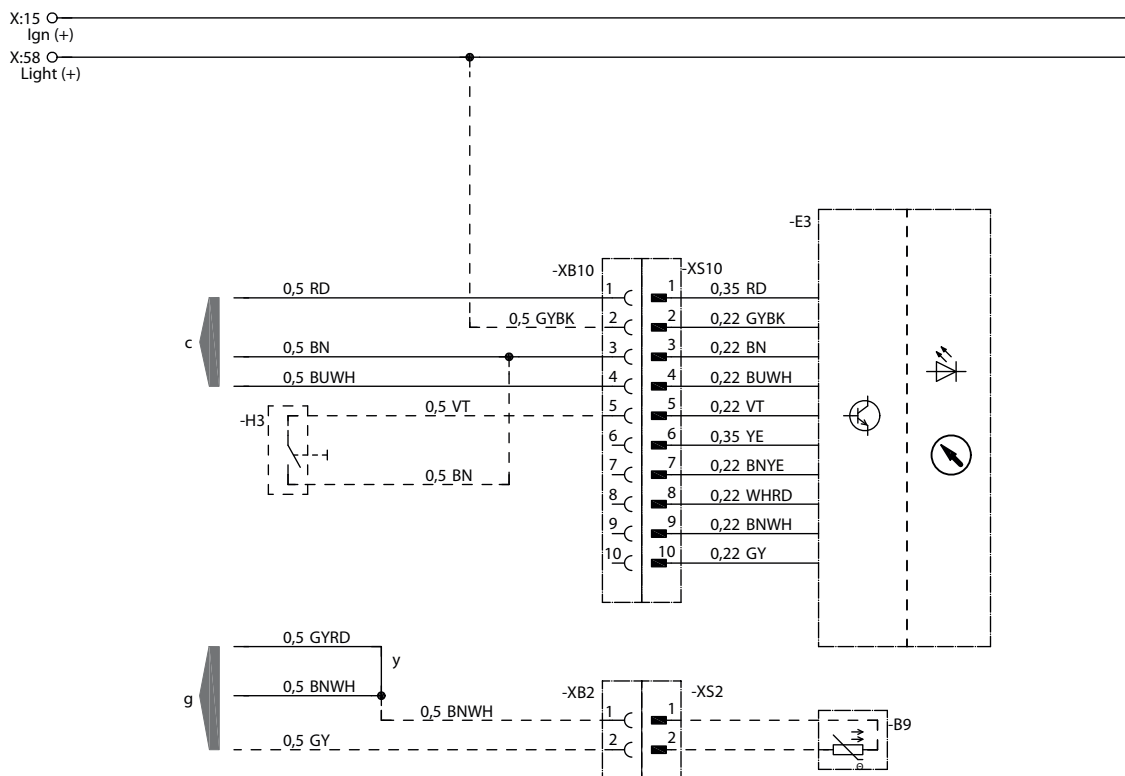 X:15
Ign (+)
X:58
Light (+)
-E3
-XB10
-XS10
0,5 RD
1
1
0,35 RD
0,5 GYBK
2
2
0,22 GYBK
c
0,5 BN
3
3
0,22 BN
0,5 BUWH
4
4
0,22 BUWH
-H3
0,5 VT
5
5
0,22 VT
6
6
0,35 YE
0,5 BN
7
7
0,22 BNYE
8
8
0,22 WHRD
9
9
0,22 BNWH
10
10
0,22 GY
0,5 GYRD
y
g
0,5 BNWH
-XB2
-XS2
0,5 BNWH
1
1
-B9
0,5 GY
2
2
Θ